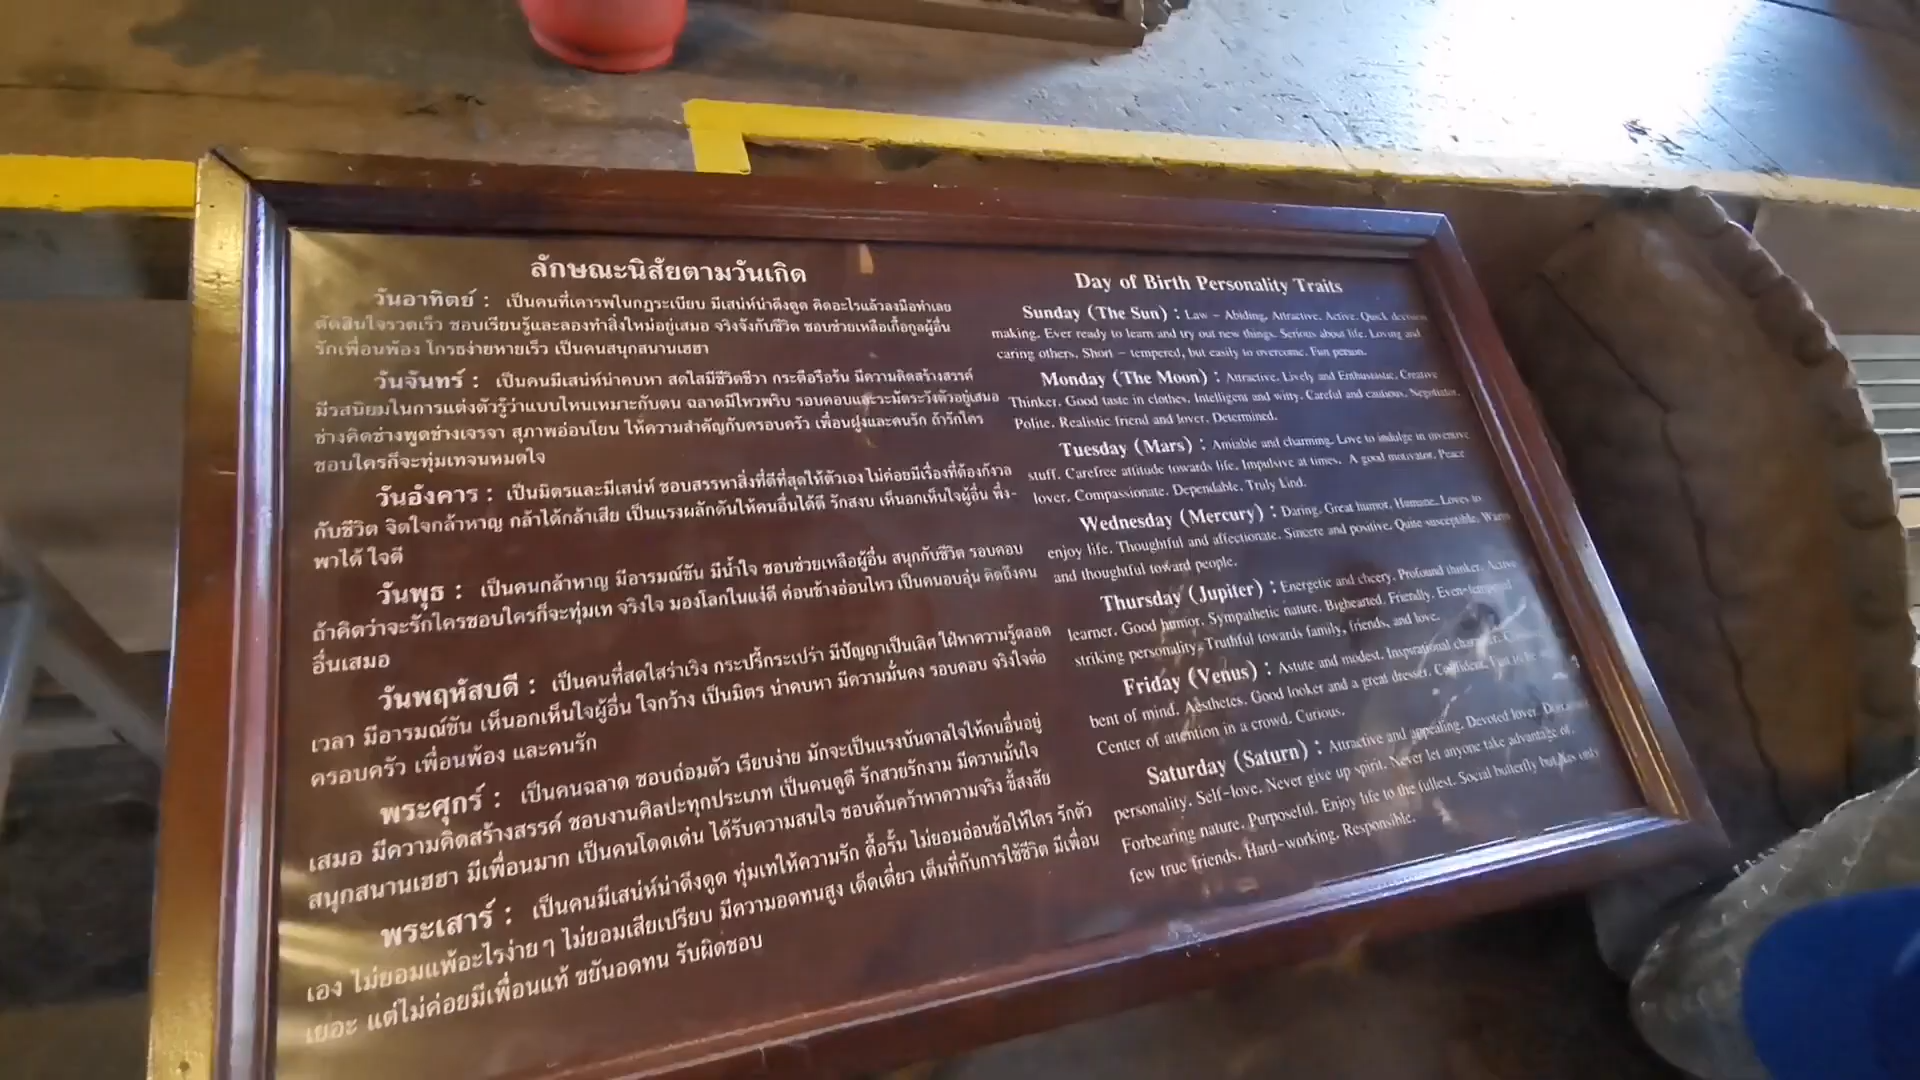 ลักษณะนิสัยตามวันเกิด
วันอาทิตย์ : เป็นคนที่เคารพในกฎระเบียบ มีเสน่ห์น่าดึงดูด คิดอะไรแล้วลงมือทำเลย
ตัดสินใจรวดเร็ว ชอบเรียนรู้และลองทำสิ่งใหม่อยู่เสมอ จริงจังกับชีวิต ชอบช่วยเหลือเกื้อกูลผู้อื่น
รักเพื่อนพ้อง โกรธง่ายหายเร็ว เป็นคนสนุกสนานเฮฮา
วันจันทร์ : เป็นคนมีเสน่ห์น่าคบหา สดใสมีชีวิตชีวา กระตือรือร้น มีความคิดสร้างสรรค์
มีรสนิยมในการแต่งตัวรู้ว่าแบบไหนเหมาะกับตน ฉลาดมีไหวพริบ รอบคอบและระมัดระวังตัวอยู่เสมอ
ช่างคิดช่างพูดช่างเจรจา สุภาพอ่อนโยน ให้ความสำคัญกับครอบครัว เพื่อนฝูงและคนรัก ถ้ารักใคร
ชอบใครก็จะทุ่มเทจนหมดใจ
วันอังคาร : เป็นมิตรและมีเสน่ห์ ชอบสรรหาสิ่งที่ดีที่สุดให้ตัวเอง ไม่ค่อยมีเรื่องที่ต้องกังวล
กับชีวิต จิตใจกล้าหาญ กล้าได้กล้าเสีย เป็นแรงผลักดันให้คนอื่นได้ดี รักสงบ เห็นอกเห็นใจผู้อื่น พึ่ง-
พาได้ ใจดี
วันพุธ : เป็นคนกล้าหาญ มีอารมณ์ขัน มีน้ำใจ ชอบช่วยเหลือผู้อื่น สนุกกับชีวิต รอบคอบ
ถ้าคิดว่าจะรักใครชอบใครก็จะทุ่มเท จริงใจ มองโลกในแง่ดี ค่อนข้างอ่อนไหว เป็นคนอบอุ่น คิดถึงคน
อื่นเสมอ
วันพฤหัสบดี : เป็นคนที่สดใสร่าเริง กระปรี้กระเปร่า มีปัญญาเป็นเลิศ ใฝ่หาความรู้ตลอด
เวลา มีอารมณ์ขัน เห็นอกเห็นใจผู้อื่น ใจกว้าง เป็นมิตร น่าคบหา มีความมั่นคง รอบคอบ จริงใจต่อ
ครอบครัว เพื่อนพ้อง และคนรัก
พระศุกร์ : เป็นคนฉลาด ชอบถ่อมตัว เรียบง่าย มักจะเป็นแรงบันดาลใจให้คนอื่นอยู่
เสมอ มีความคิดสร้างสรรค์ ชอบงานศิลปะทุกประเภท เป็นคนดูดี รักสวยรักงาม มีความมั่นใจ
สนุกสนานเฮฮา มีเพื่อนมาก เป็นคนโดดเด่น ได้รับความสนใจ ชอบค้นคว้าหาความจริง ขี้สงสัย
พระเสาร์ : เป็นคนมีเสน่ห์น่าดึงดูด ทุ่มเทให้ความรัก ดื้อรั้น ไม่ยอมอ่อนข้อให้ใคร รักตัว
เอง ไม่ยอมแพ้อะไรง่ายๆ ไม่ยอมเสียเปรียบ มีความอดทนสูง เด็ดเดี่ยว เต็มที่กับการใช้ชีวิต มีเพื่อน
เยอะ แต่ไม่ค่อยมีเพื่อนแท้ ขยันอดทน รับผิดชอบ
Day of Birth Personality Traits
Sunday (The Sun) : Law - Abiding. Attractive. Active. Quick decision
making. Ever ready to learn and try out new things. Serious about life. Loving and
caring others. Short - tempered, but easily to overcome. Fun person.
Monday (The Moon) : Attractive. Lively and Enthusiastic. Creative
Thinker. Good taste in clothes. Intelligent and witty. Careful and cautious. Negotiator.
Polite. Realistic friend and lover. Determined.
Tuesday (Mars) : Amiable and charming. Love to indulge in inventive
stuff. Carefree attitude towards life. Impulsive at times. A good motivator. Peace
lover. Compassionate. Dependable. Truly kind.
Wednesday (Mercury) : Daring. Great humor. Humane. Loves to
enjoy life. Thoughtful and affectionate. Sincere and positive. Quite susceptible. Warm
and thoughtful toward people.
Thursday (Jupiter) : Energetic and cheery. Profound thinker. Active
learner. Good humor. Sympathetic nature. Bighearted. Friendly. Even-tempered
striking personality. Truthful towards family, friends, and love.
Friday (Venus) : Astute and modest. Inspirational character.
bent of mind. Aesthetes. Good looker and a great dresser. Confident. Fun to be
Center of attention in a crowd. Curious.
Saturday (Saturn) : Attractive and appealing. Devoted lover.
personality. Self-love. Never give up spirit. Never let anyone take advantage of.
Forbearing nature. Purposeful. Enjoy life to the fullest. Social butterfly but has only
few true friends. Hard-working. Responsible.